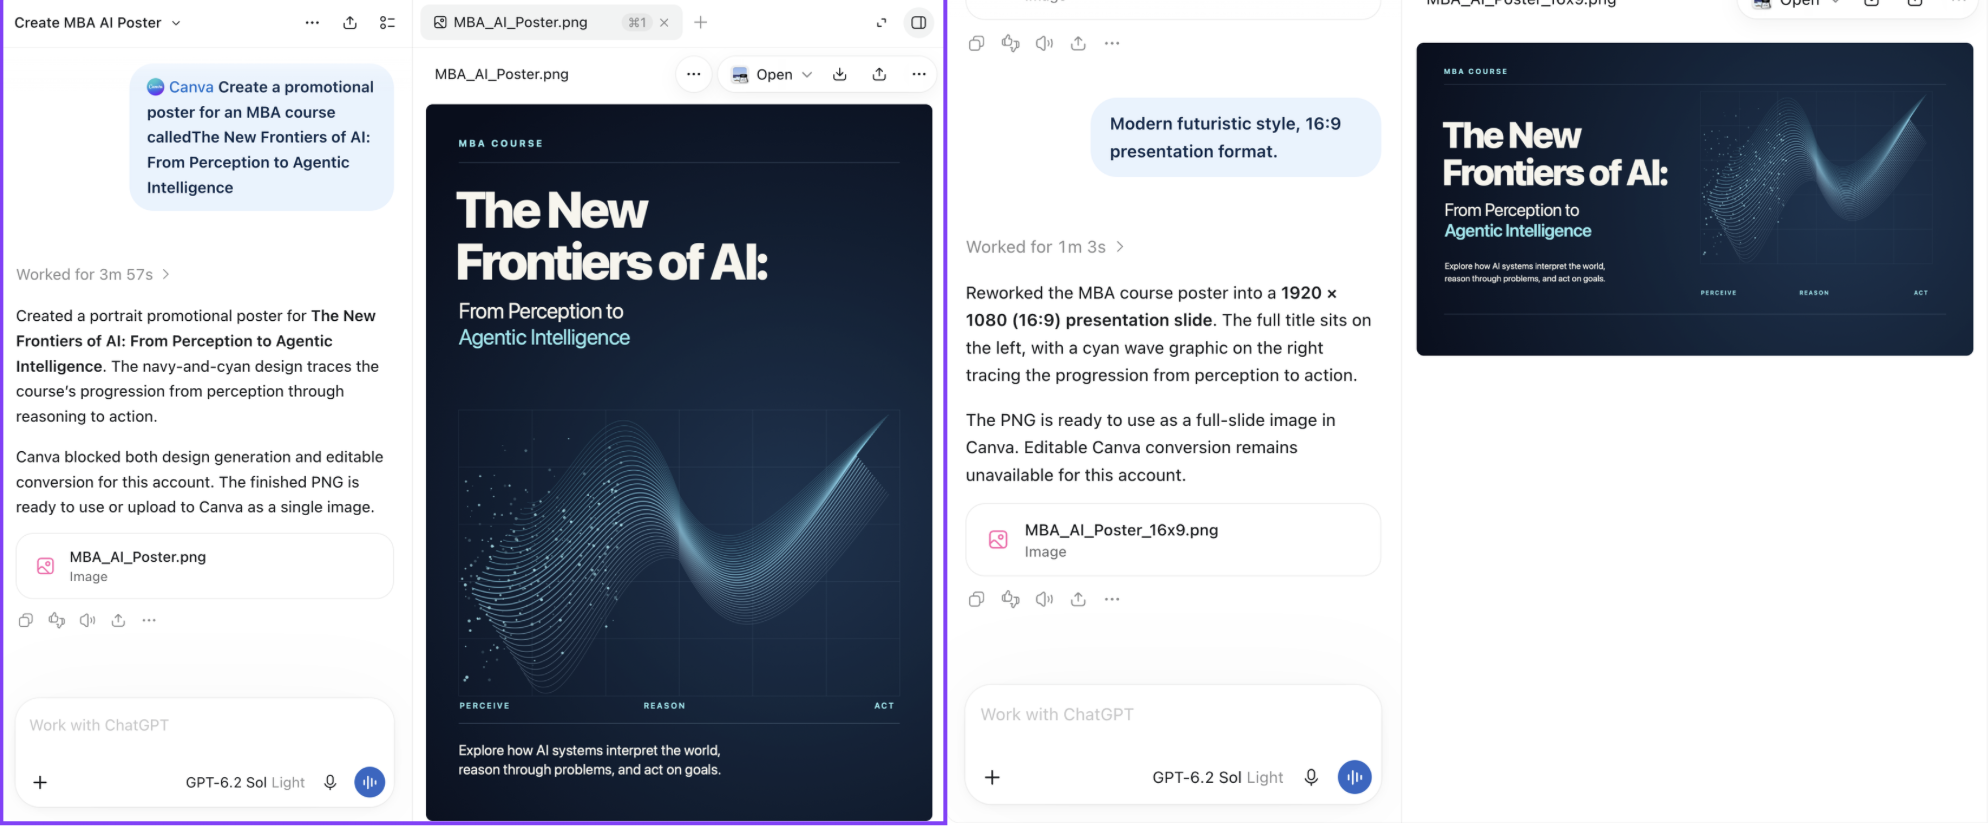 Create MBA AI Poster
Canva Create a promotional
poster for an MBA course
calledThe New Frontiers of AI:
From Perception to Agentic
Intelligence
Worked for 3m 57s
Created a portrait promotional poster for The New
Frontiers of AI: From Perception to Agentic
Intelligence. The navy-and-cyan design traces the
course's progression from perception through
reasoning to action.
Canva blocked both design generation and editable
conversion for this account. The finished PNG is
ready to use or upload to Canva as a single image.
MBA_AI_Poster.png
Image
Work with ChatGPT
GPT-6.2 Sol Light
MBA_AI_Poster.png ⌘1
MBA_AI_Poster.png
Open
MBA COURSE
The New
Frontiers of AI:
From Perception to
Agentic Intelligence
PERCEIVE REASON ACT
Explore how AI systems interpret the world,
reason through problems, and act on goals.
Image
Modern futuristic style, 16:9
presentation format.
Worked for 1m 3s
Reworked the MBA course poster into a 1920 ×
1080 (16:9) presentation slide. The full title sits on
the left, with a cyan wave graphic on the right
tracing the progression from perception to action.
The PNG is ready to use as a full-slide image in
Canva. Editable Canva conversion remains
unavailable for this account.
MBA_AI_Poster_16x9.png
Image
Work with ChatGPT
GPT-6.2 Sol Light
MBA_AI_Poster_16x9.png
Open
MBA COURSE
The New
Frontiers of AI:
From Perception to
Agentic Intelligence
Explore how AI systems interpret the world,
reason through problems, and act on goals.
PERCEIVE REASON ACT